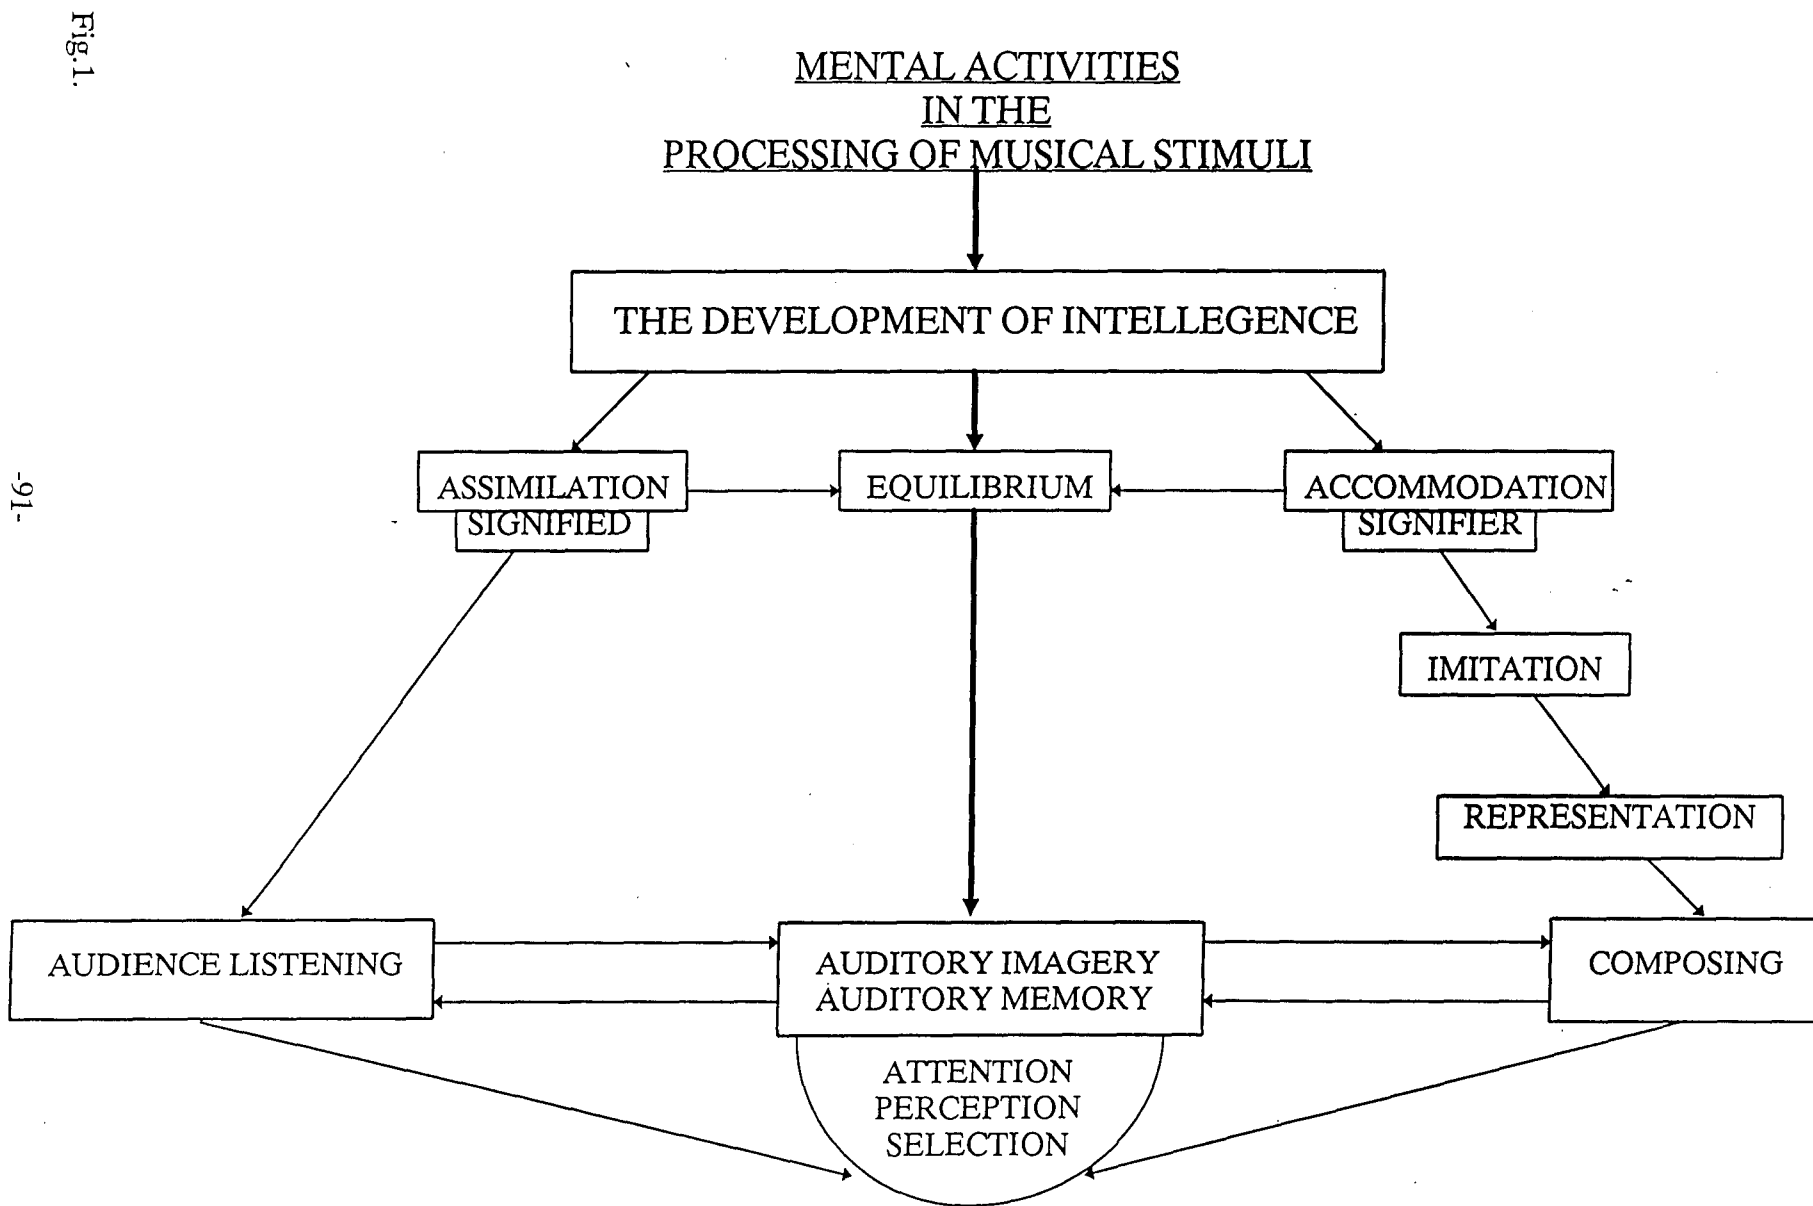 Fig.1.
MENTAL ACTIVITIES
IN THE
PROCESSING OF MUSICAL STIMULI
THE DEVELOPMENT OF INTELLEGENCE
ASSIMILATION
SIGNIFIED
EQUILIBRIUM
ACCOMMODATION
SIGNIFIER
IMITATION
REPRESENTATION
AUDIENCE LISTENING
AUDITORY IMAGERY
AUDITORY MEMORY
COMPOSING
ATTENTION
PERCEPTION
SELECTION
-91-